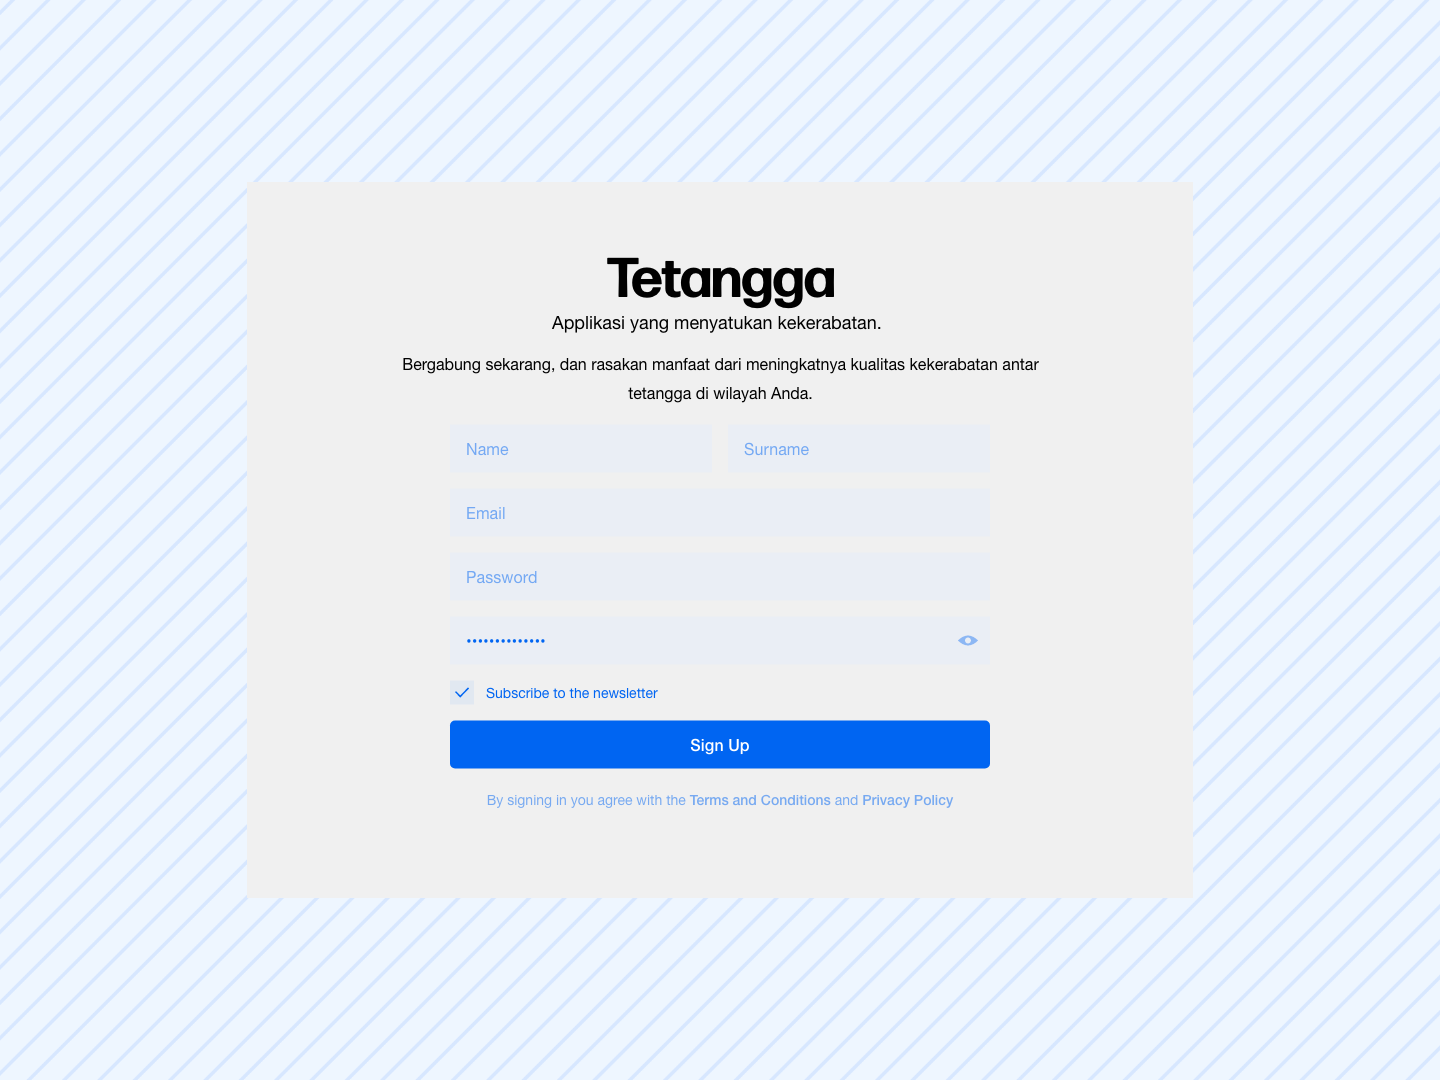 Tetangga
Applikasi yang menyatukan kekerabatan.
Bergabung sekarang, dan rasakan manfaat dari meningkatnya kualitas kekerabatan antar
tetangga di wilayah Anda.
Name
Surname
Email
Password
••••••••••••••
Subscribe to the newsletter
Sign Up
By signing in you agree with the Terms and Conditions and Privacy Policy